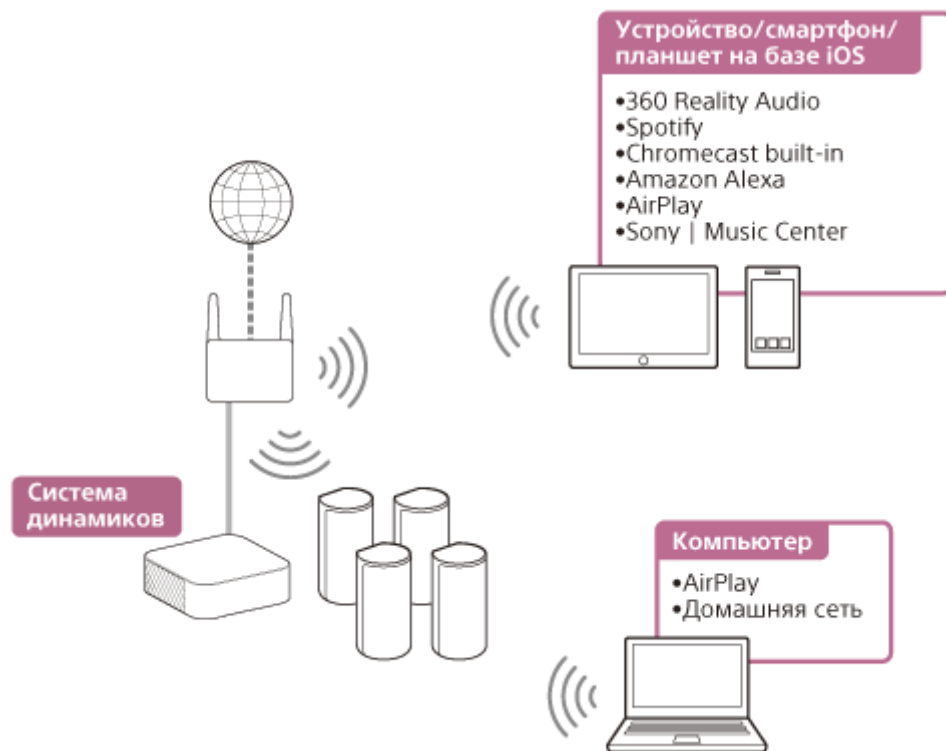 Устройство/смартфон/
планшет на базе iOS
•360 Reality Audio
•Spotify
•Chromecast built-in
•Amazon Alexa
•AirPlay
•Sony | Music Center
Система
динамиков
Компьютер
•AirPlay
•Домашняя сеть